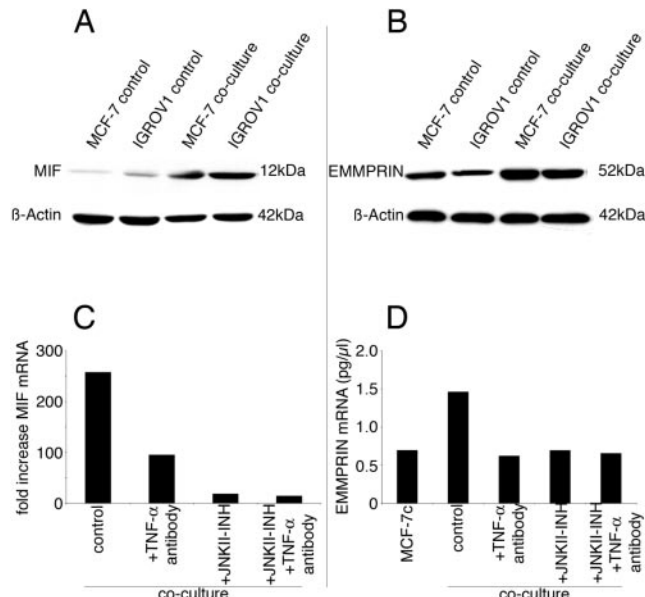 A
MCF-7 control
IGROV1 control
MCF-7 co-culture
IGROV1 co-culture
MIF
12kDa
ß-Actin
42kDa
B
MCF-7 control
IGROV1 control
MCF-7 co-culture
IGROV1 co-culture
EMMPRIN
52kDa
ß-Actin
42kDa
C
fold increase MIF mRNA
300
200
100
0
control
+TNF-α
antibody
+JNKII-INH
+JNKII-INH
+TNF-α
antibody
co-culture
D
EMMPRIN mRNA (pg/µl)
2.0
1.5
1.0
0.5
0
MCF-7c
control
+TNF-α
antibody
+JNKII-INH
+JNKII-INH
+TNF-α
antibody
co-culture